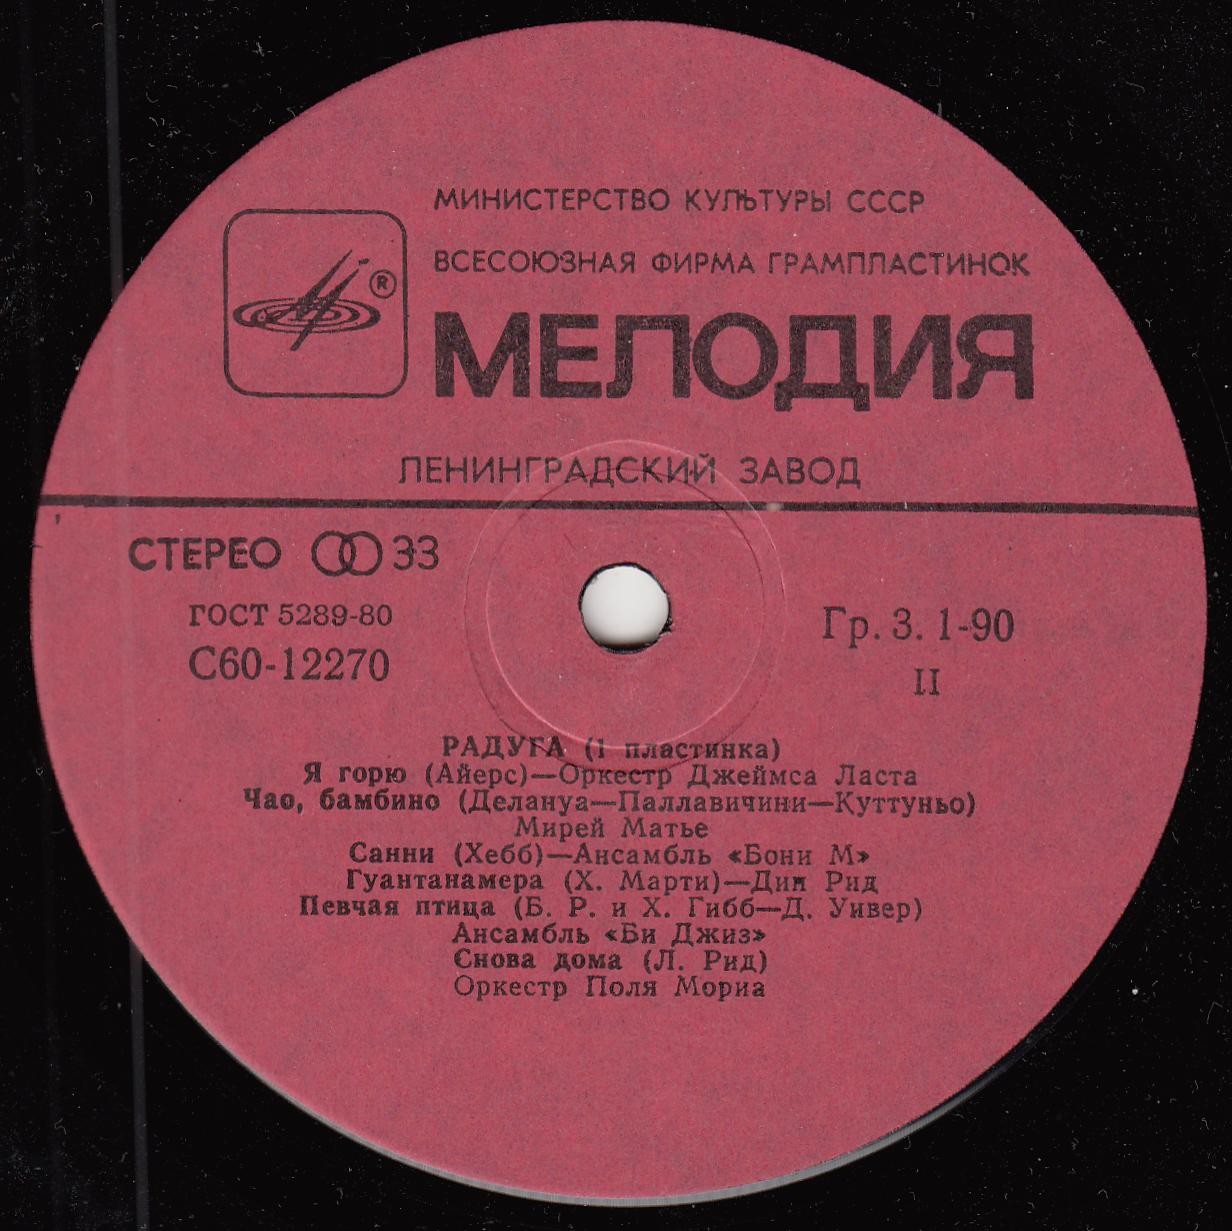 МИНИСТЕРСТВО КУЛЬТУРЫ СССР
ВСЕСОЮЗНАЯ ФИРМА ГРАМПЛАСТИНОК
®
МЕЛОДИЯ
ЛЕНИНГРАДСКИЙ ЗАВОД
СТЕРЕО 33
ГОСТ 5289-80
С60-12270
Гр. 3. 1-90
II
РАДУГА (1 пластинка)
Я горю (Айерс)—Оркестр Джеймса Ласта
Чао, бамбино (Делануа—Паллавичини—Куттуньо)
Мирей Матье
Санни (Хебб)—Ансамбль «Бони М»
Гуантанамера (Х. Марти)—Дин Рид
Певчая птица (Б. Р. и Х. Гибб—Д. Уивер)
Ансамбль «Би Джиз»
Снова дома (Л. Рид)
Оркестр Поля Мориа